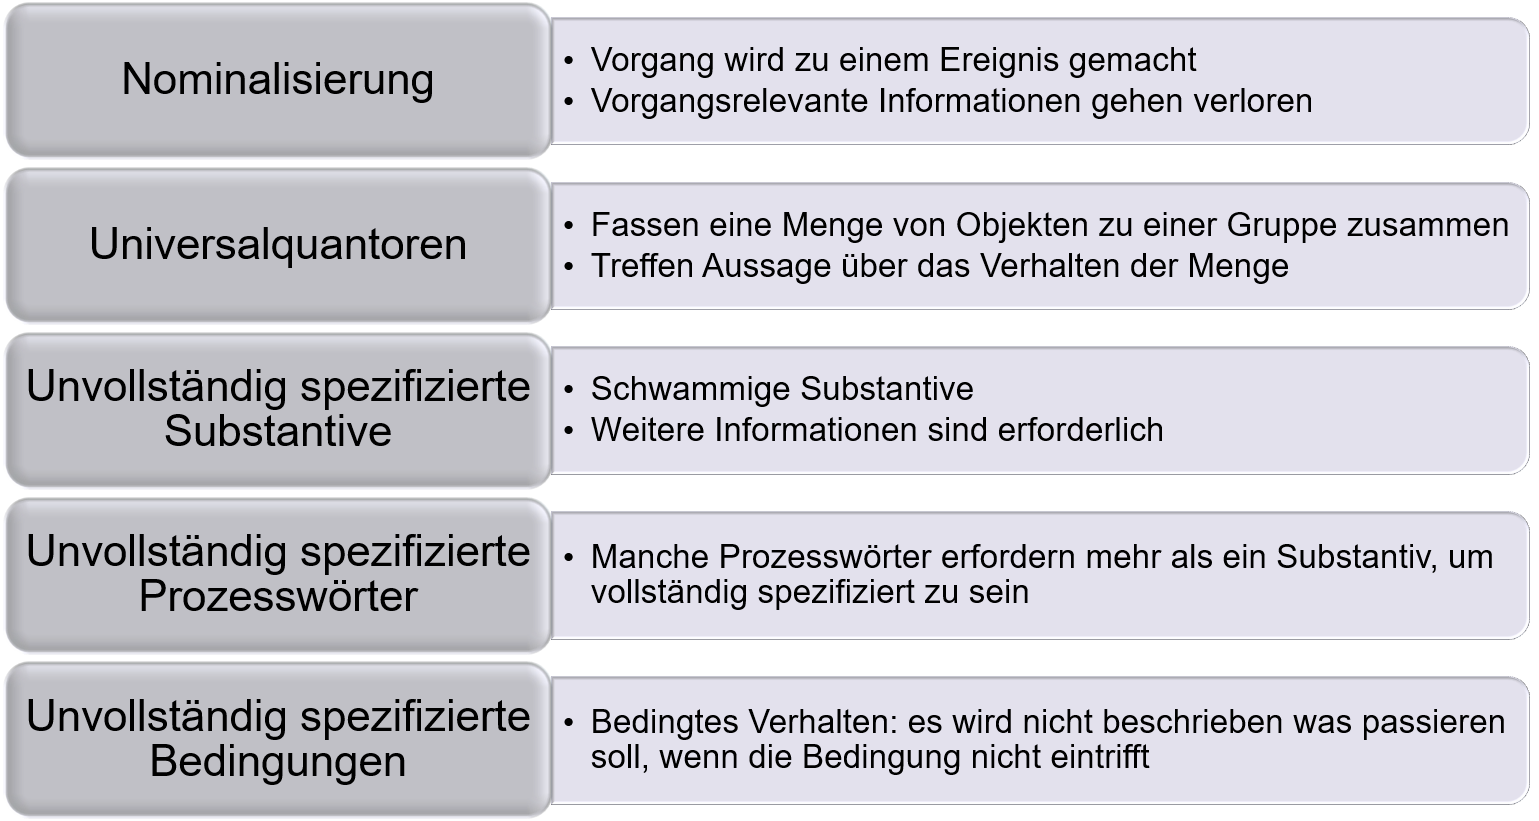 Nominalisierung
• Vorgang wird zu einem Ereignis gemacht
• Vorgangsrelevante Informationen gehen verloren
Universalquantoren
• Fassen eine Menge von Objekten zu einer Gruppe zusammen
• Treffen Aussage über das Verhalten der Menge
Unvollständig spezifizierte
Substantive
• Schwammige Substantive
• Weitere Informationen sind erforderlich
Unvollständig spezifizierte
Prozesswörter
• Manche Prozesswörter erfordern mehr als ein Substantiv, um
vollständig spezifiziert zu sein
Unvollständig spezifizierte
Bedingungen
• Bedingtes Verhalten: es wird nicht beschrieben was passieren
soll, wenn die Bedingung nicht eintrifft